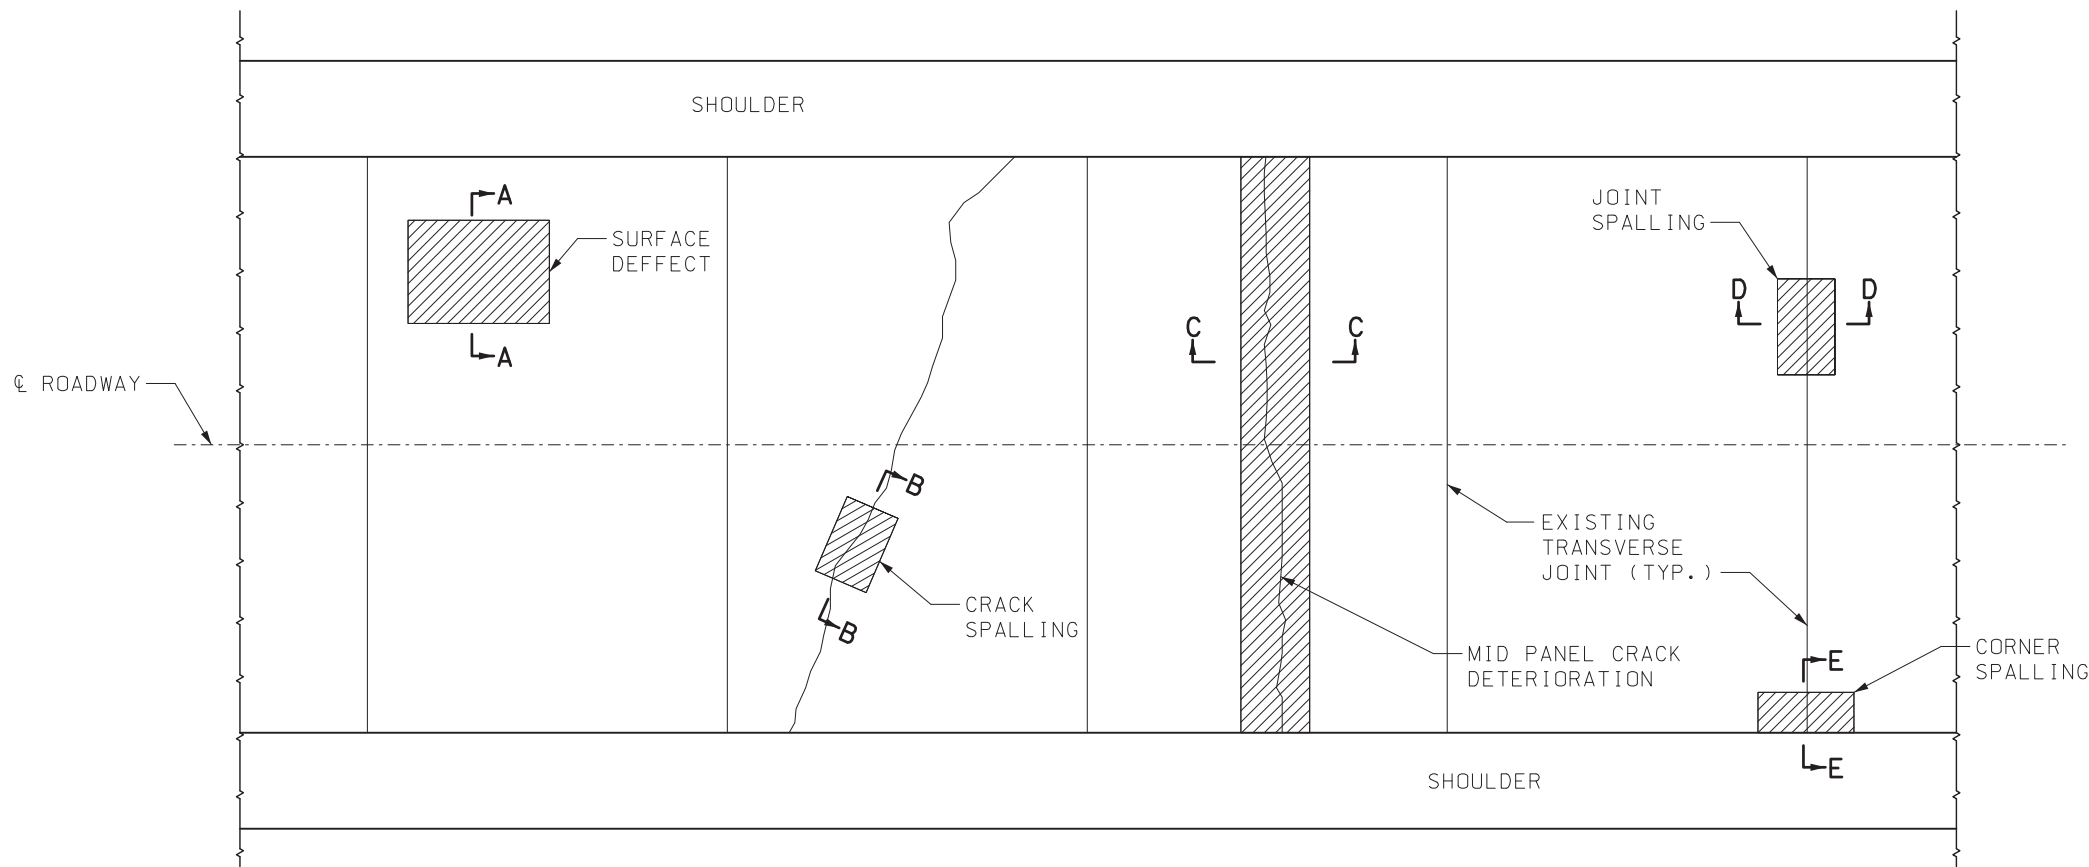 SHOULDER
A
SURFACE
DEFFECT
A
JOINT
SPALLING
D
D
C
C
℄ ROADWAY
B
B
CRACK
SPALLING
EXISTING
TRANSVERSE
JOINT (TYP.)
MID PANEL CRACK
DETERIORATION
E
CORNER
SPALLING
E
SHOULDER